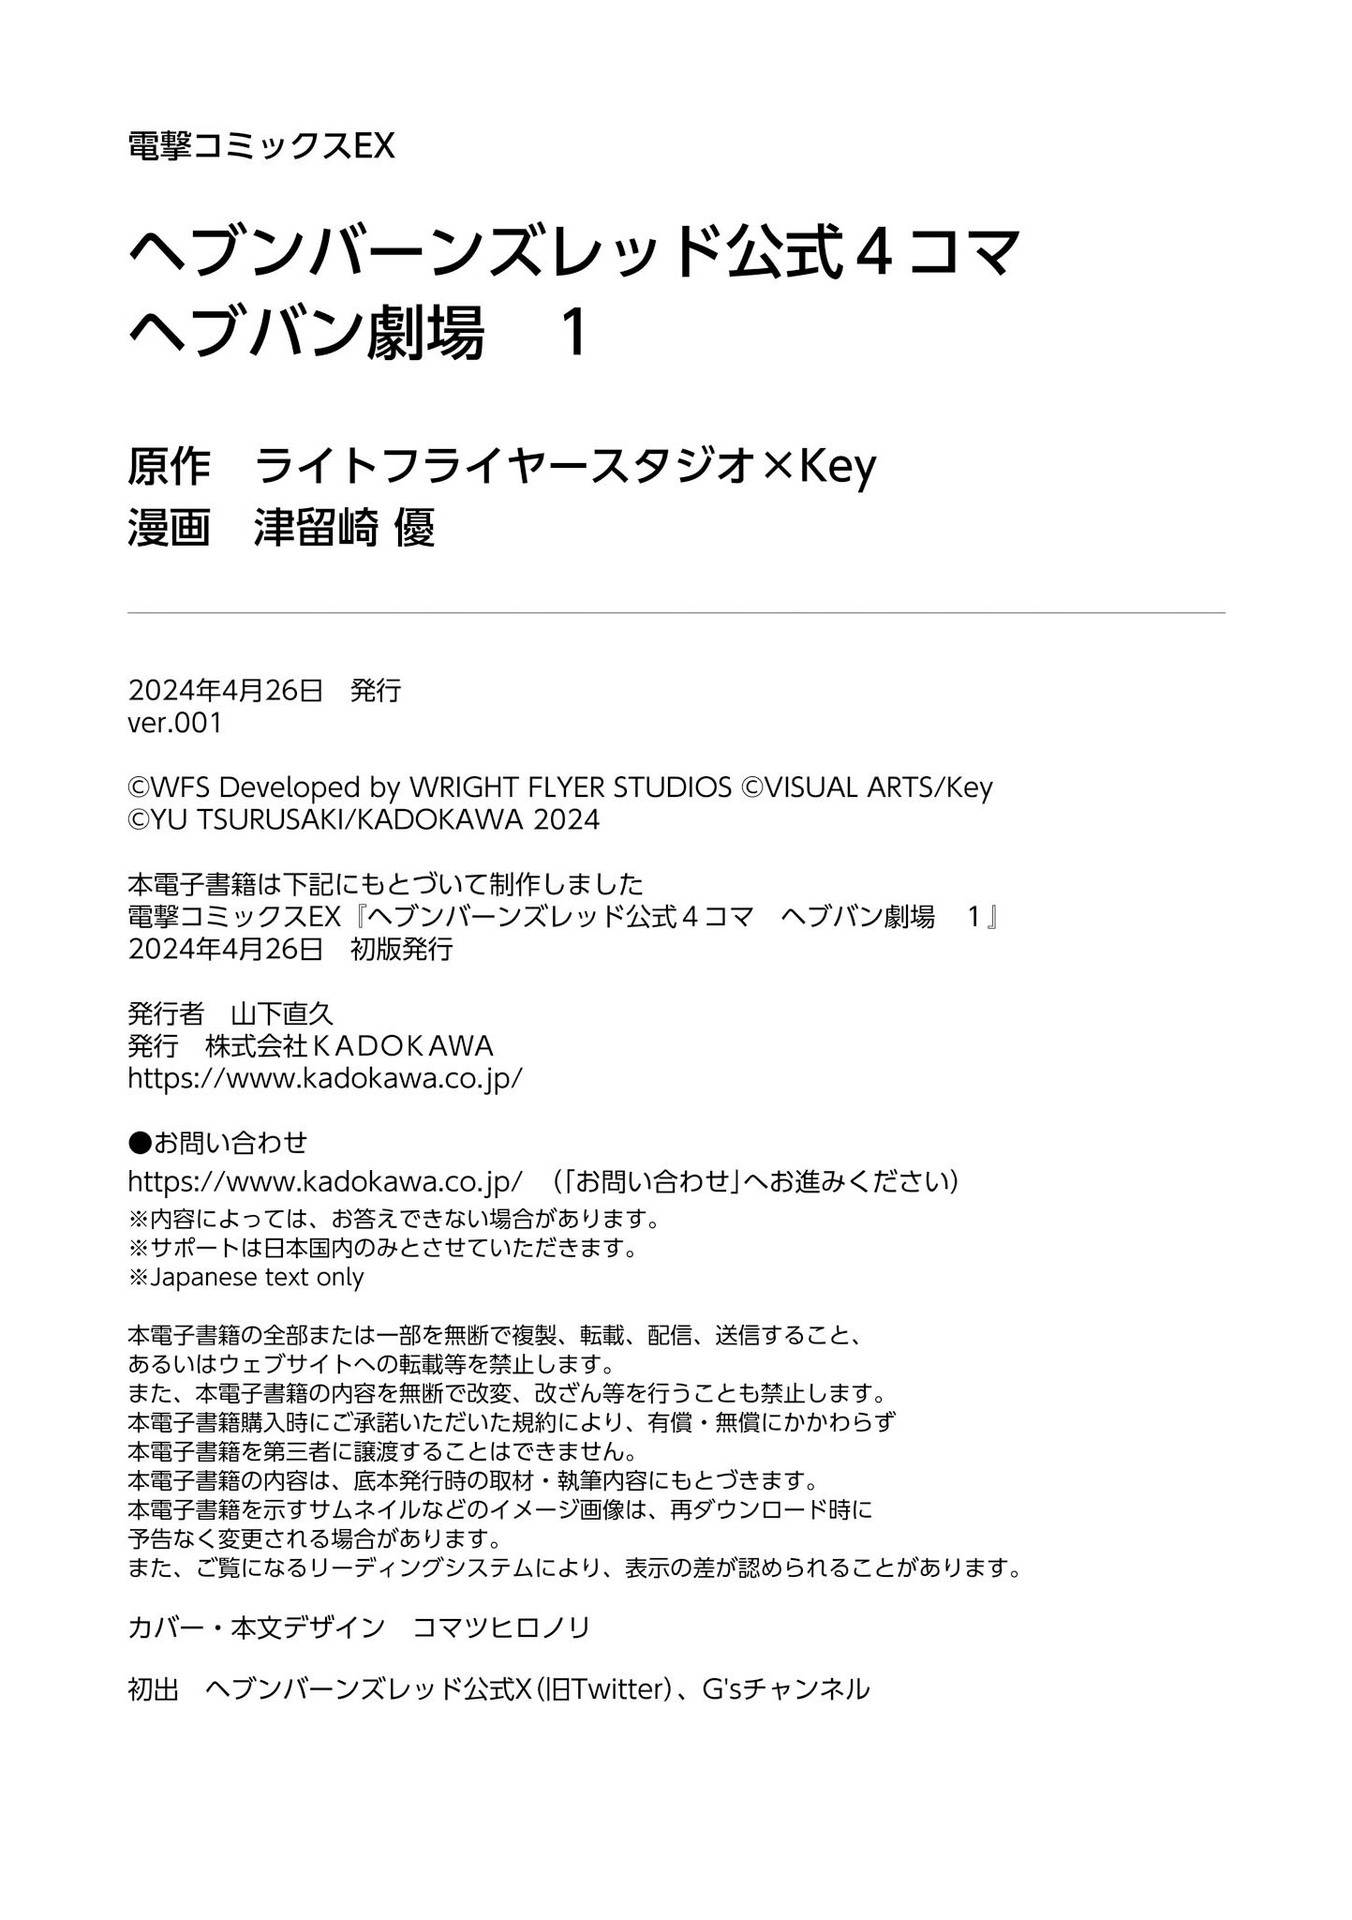 電撃コミックスEX
ヘブンバーンズレッド公式４コマ
ヘブバン劇場　1
原作　ライトフライヤースタジオ×Key
漫画　津留崎 優
2024年4月26日　発行
ver.001
©WFS Developed by WRIGHT FLYER STUDIOS ©VISUAL ARTS/Key
©YU TSURUSAKI/KADOKAWA 2024
本電子書籍は下記にもとづいて制作しました
電撃コミックスEX『ヘブンバーンズレッド公式４コマ　ヘブバン劇場　１』
2024年4月26日　初版発行
発行者　山下直久
発行　株式会社ＫＡＤＯＫＡＷＡ
https://www.kadokawa.co.jp/
●お問い合わせ
https://www.kadokawa.co.jp/　（「お問い合わせ」へお進みください）
※内容によっては、お答えできない場合があります。
※サポートは日本国内のみとさせていただきます。
※Japanese text only
本電子書籍の全部または一部を無断で複製、転載、配信、送信すること、
あるいはウェブサイトへの転載等を禁止します。
また、本電子書籍の内容を無断で改変、改ざん等を行うことも禁止します。
本電子書籍購入時にご承諾いただいた規約により、有償・無償にかかわらず
本電子書籍を第三者に譲渡することはできません。
本電子書籍の内容は、底本発行時の取材・執筆内容にもとづきます。
本電子書籍を示すサムネイルなどのイメージ画像は、再ダウンロード時に
予告なく変更される場合があります。
また、ご覧になるリーディングシステムにより、表示の差が認められることがあります。
カバー・本文デザイン　コマツヒロノリ
初出　ヘブンバーンズレッド公式X（旧Twitter）、G'sチャンネル